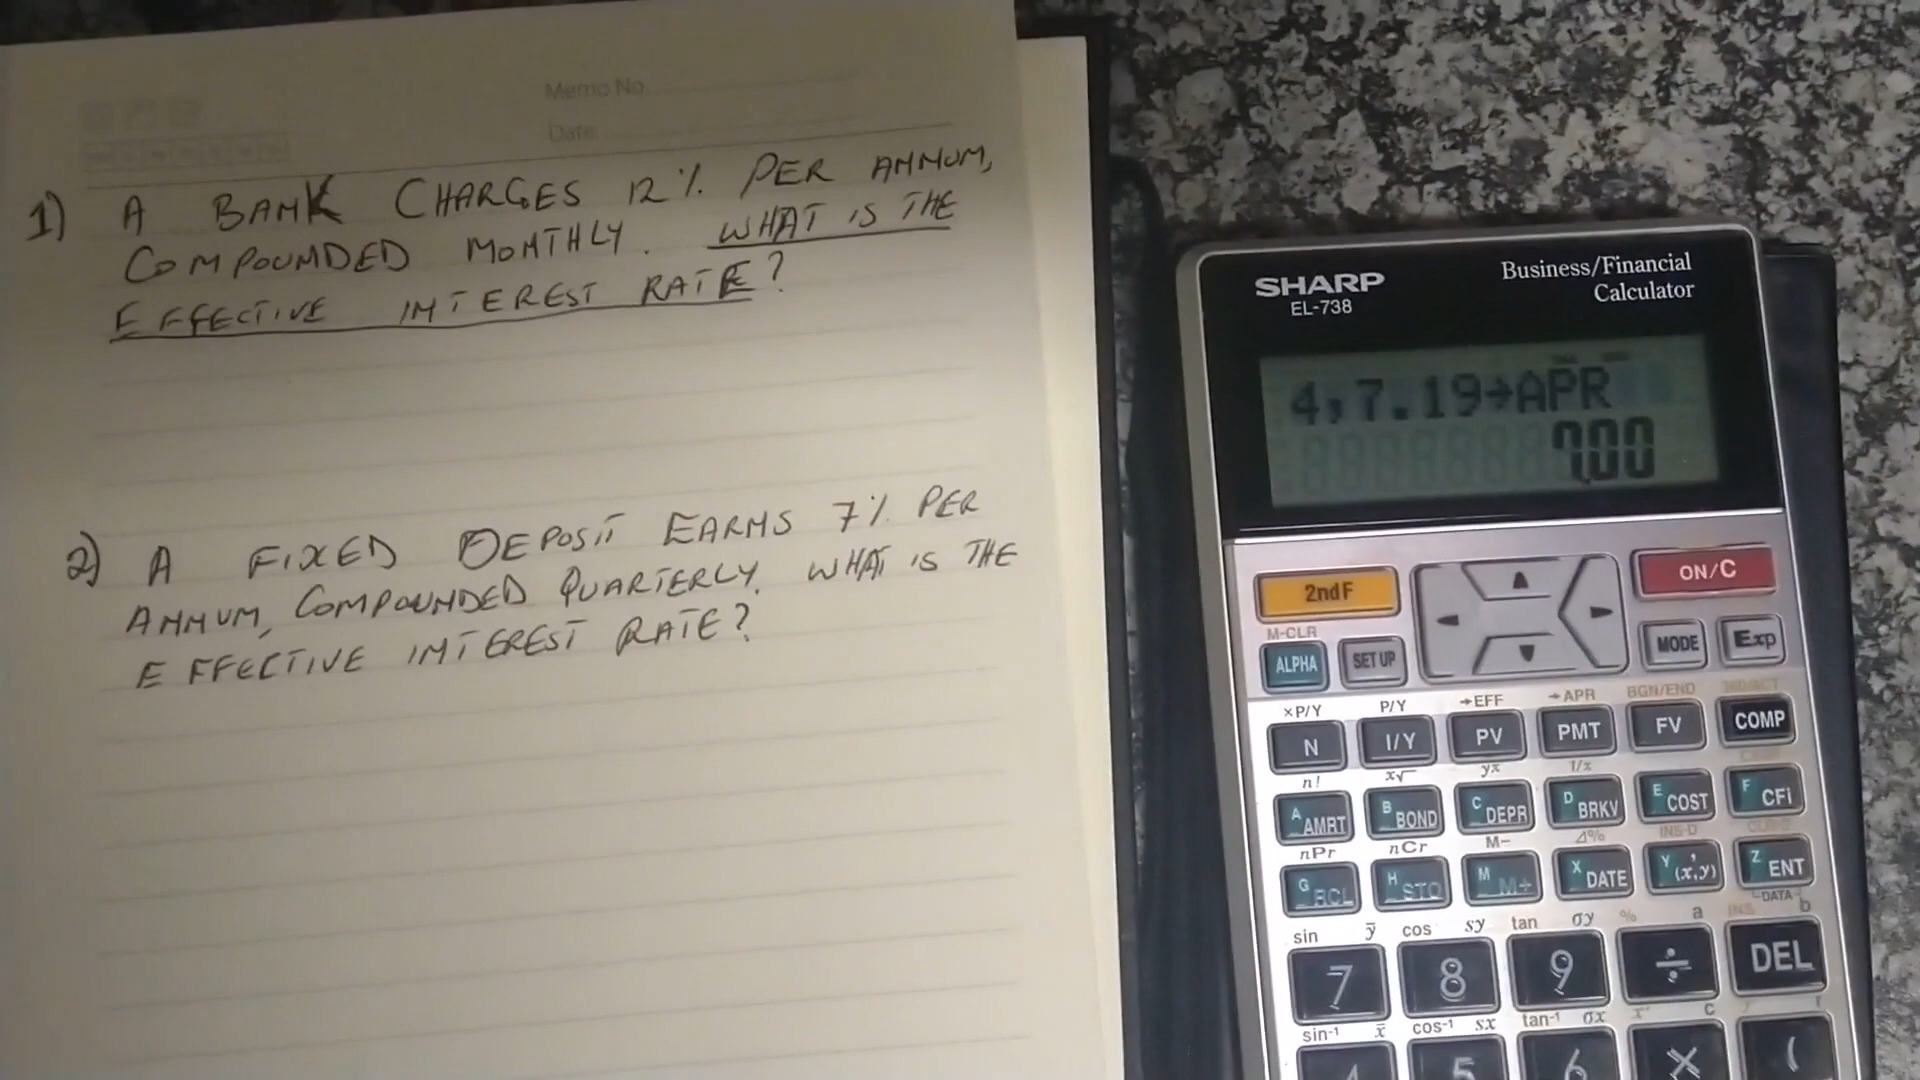 Memo No.
Date
1) A BANK CHARGES 12% PER ANNUM,
COMPOUNDED MONTHLY. WHAT IS THE
EFFECTIVE INTEREST RATE?
2) A FIXED DEPOSIT EARNS 7% PER
ANNUM, COMPOUNDED QUARTERLY. WHAT IS THE
EFFECTIVE INTEREST RATE?
SHARP
EL-738
Business/Financial
Calculator
4,7.19→APR
7.00
2ndF
ON/C
M-CLR
ALPHA SET UP MODE Exp
×P/Y P/Y →EFF →APR BGN/END
N I/Y PV PMT FV COMP
n! x√ yx 1/x
A AMRT B BOND C DEPR D BRKV E COST F CFi
nPr nCr M- Δ% INS-D
G RCL H STO M M+ X DATE Y (x,y) Z ENT
DATA
sin ȳ cos sy tan σy % a INS b
7 8 9 ÷ DEL
sin⁻¹ x̄ cos⁻¹ sx tan⁻¹ σx c
4 5 6 × (